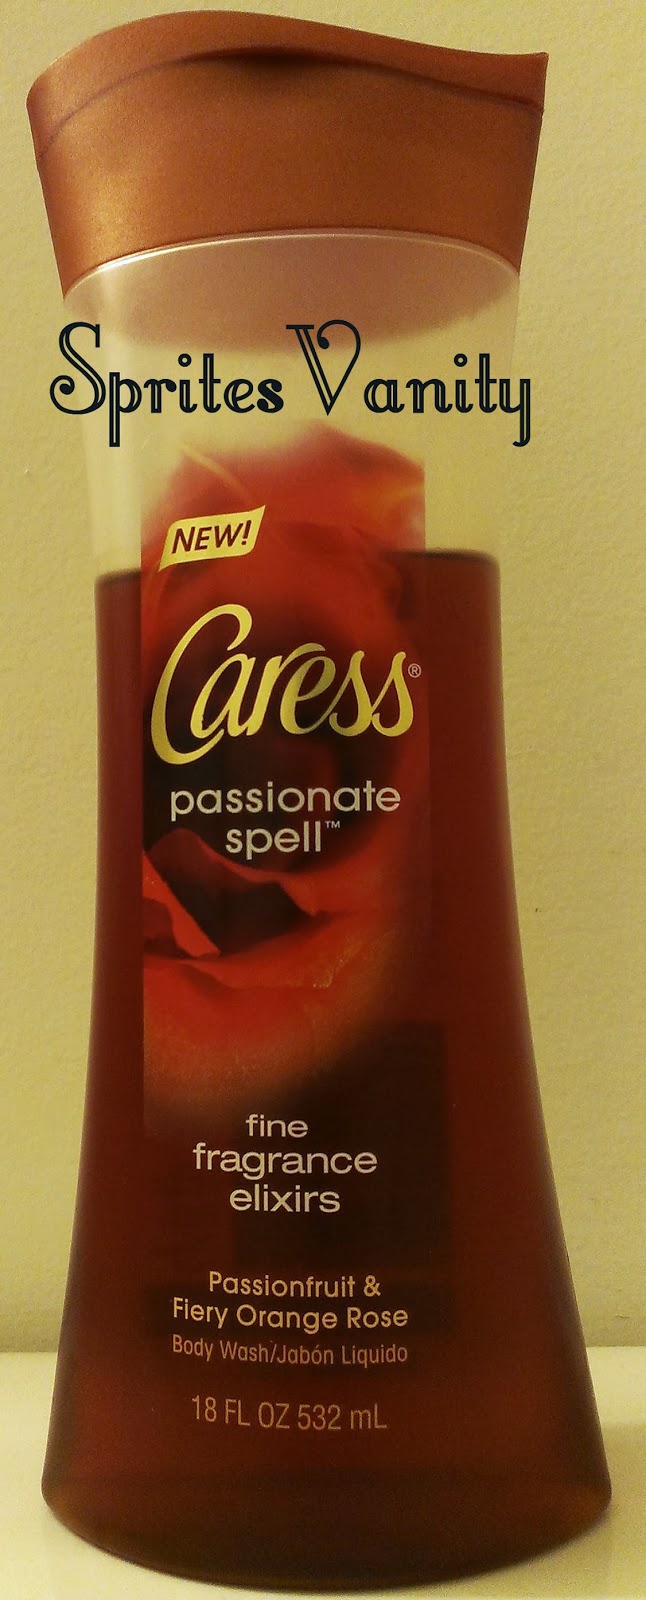 Sprites Vanity
NEW!
Caress®
passionate
spell™
fine
fragrance
elixirs
Passionfruit &
Fiery Orange Rose
Body Wash/Jabón Liquido
18 FL OZ 532 mL